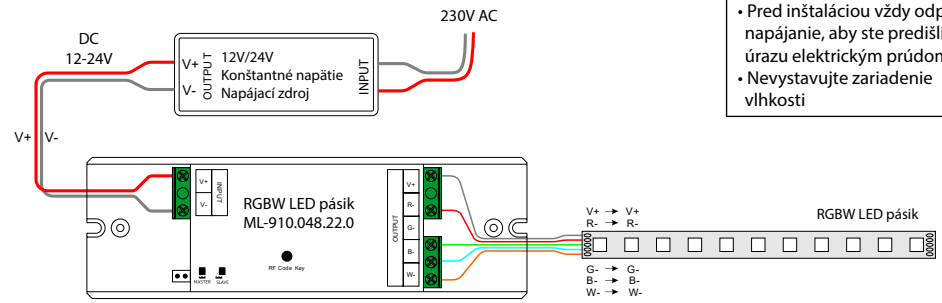 230V AC
• Pred inštaláciou vždy
napájanie, aby ste predišli
úrazu elektrickým
• Nevystavujte zariadenie
vlhkosti
DC
12-24V
V+
V-
OUTPUT
12V/24V
Konštantné napätie
Napájací zdroj
INPUT
V+
V-
V+
V-
INPUT
RGBW LED pásik
ML-910.048.22.0
RF Code Key
MASTER
SLAVE
OUTPUT
V+
R-
G-
B-
W-
V+ → V+
R- → R-
G- → G-
B- → B-
W- → W-
RGBW LED pásik